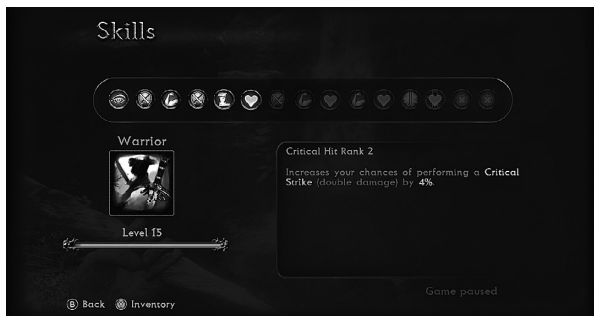 Skills
Warrior
Level 15
Critical Hit Rank 2
Increases your chances of performing a Critical
Strike (double damage) by 4%.
Game paused
B Back Inventory